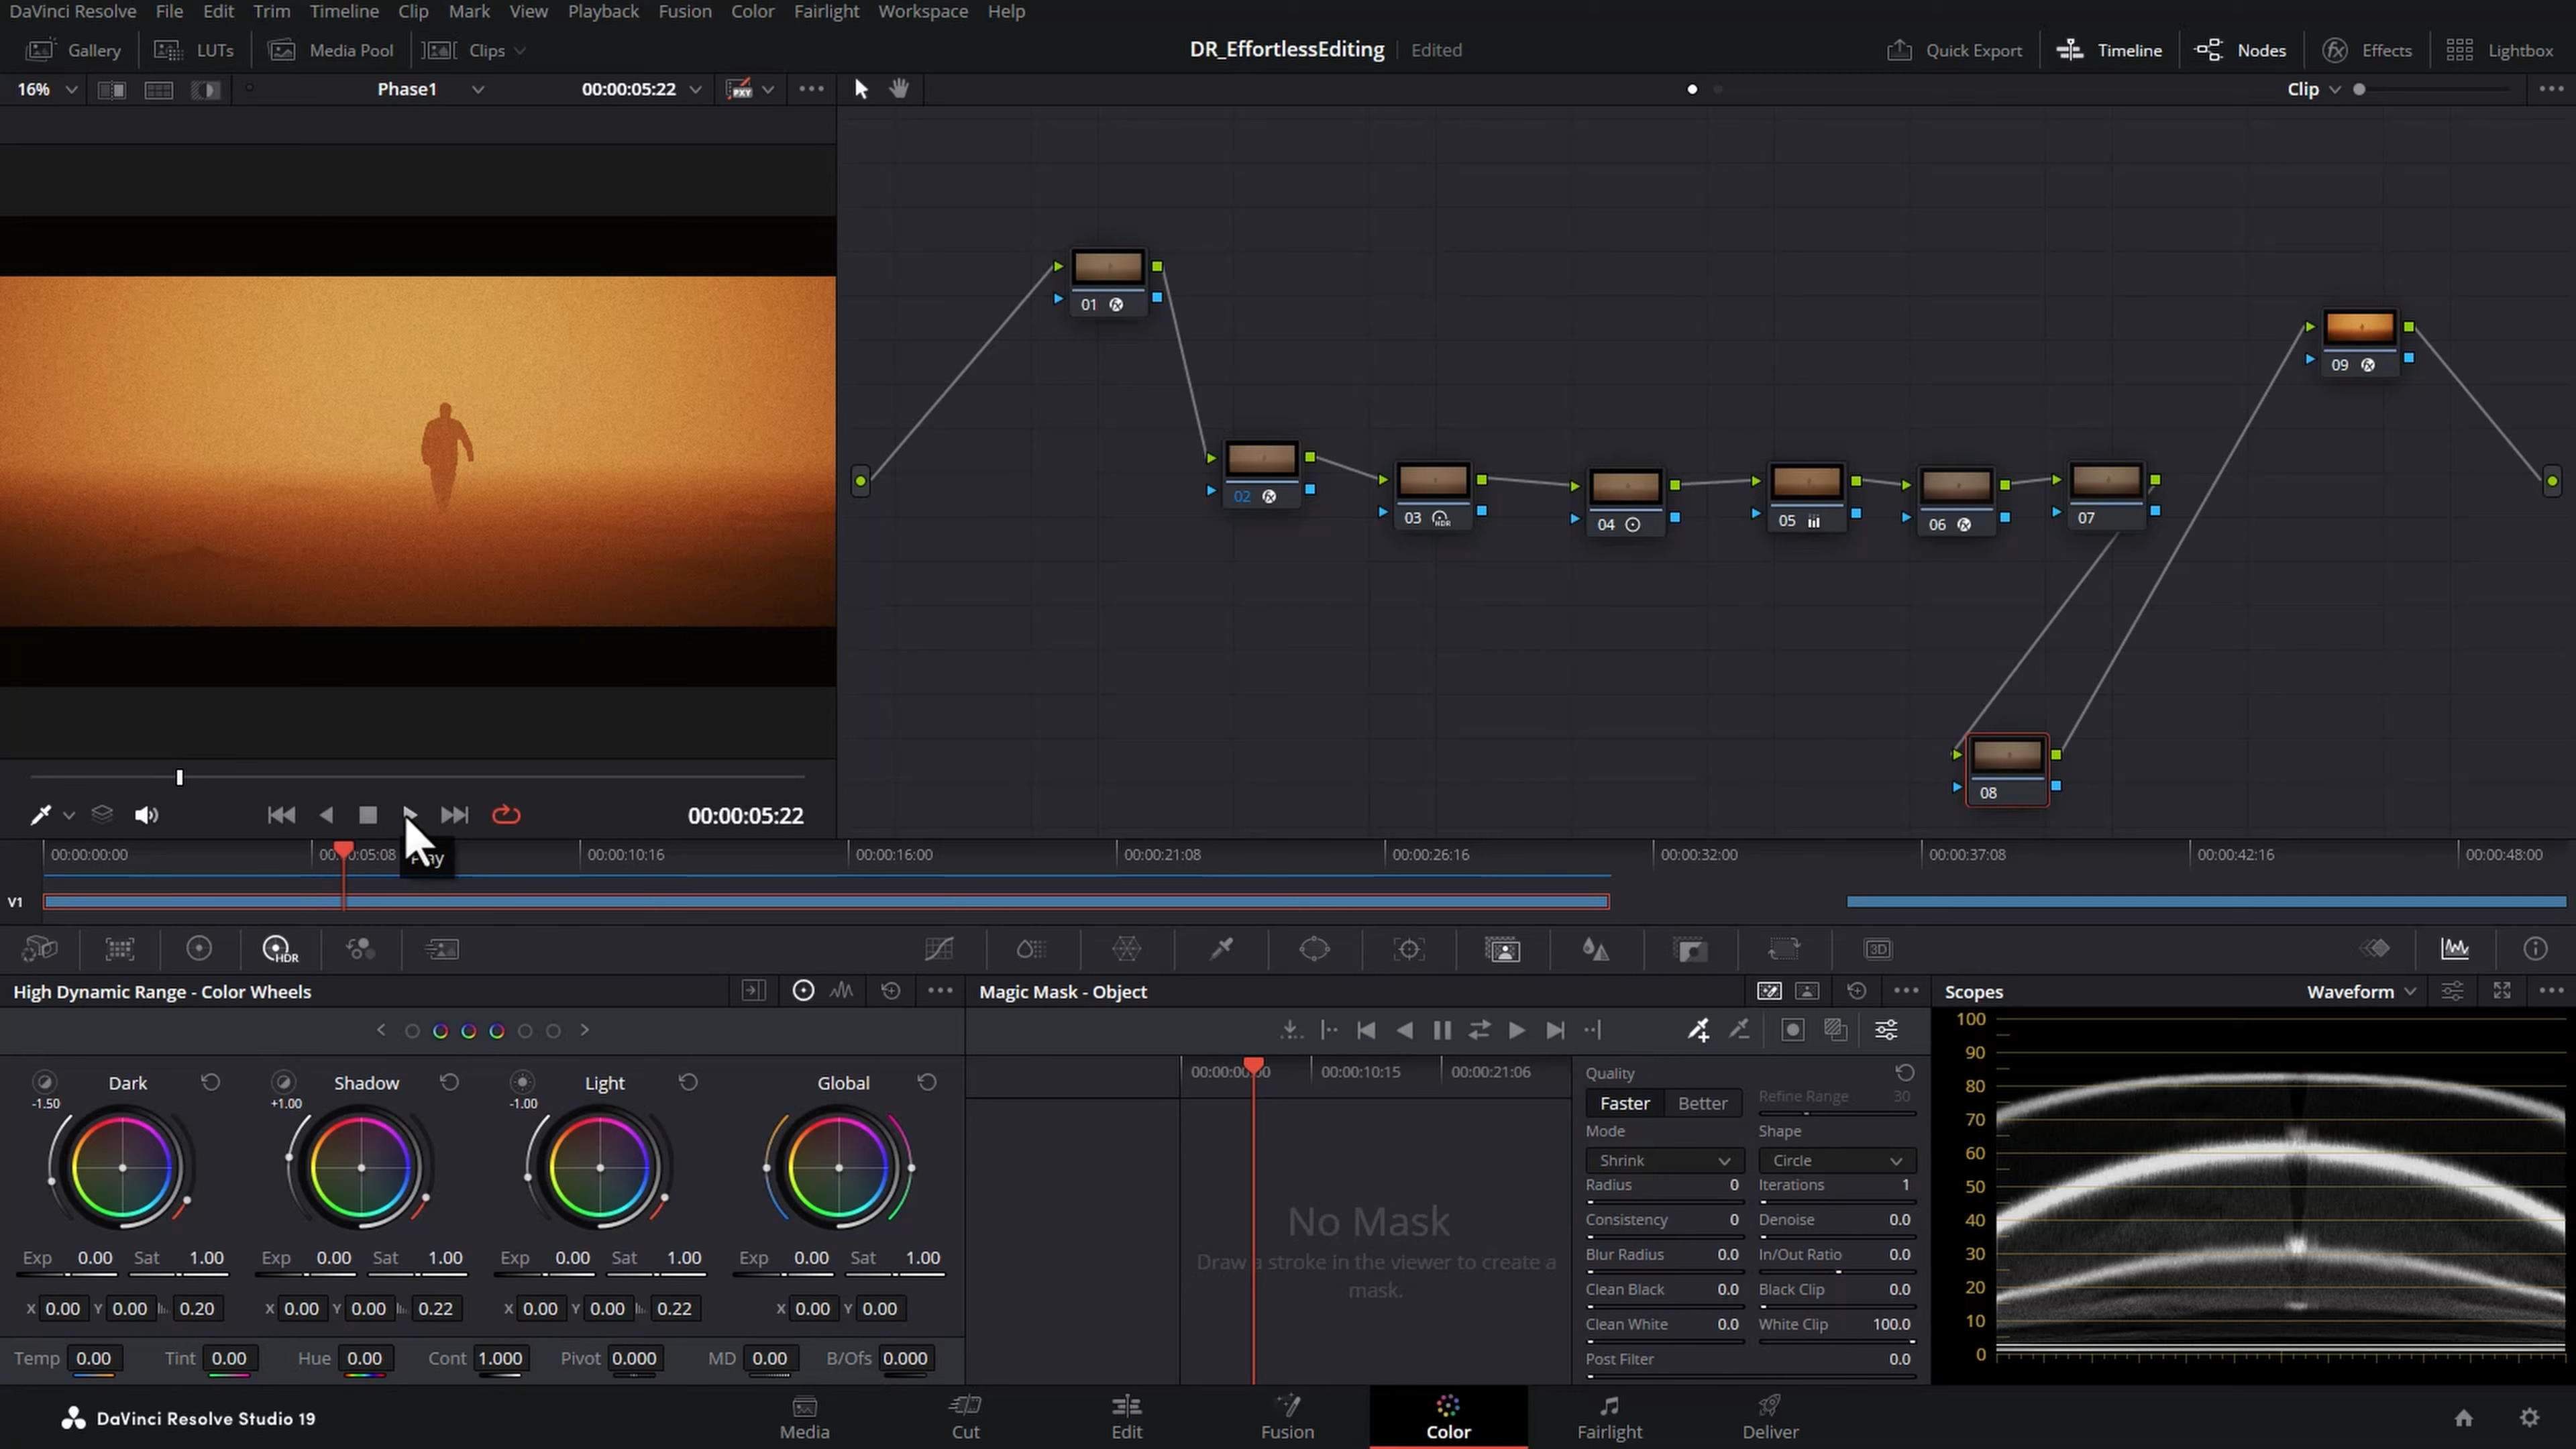 DaVinci Resolve File Edit Trim Timeline Clip Mark View Playback Fusion Color Fairlight Workspace Help
Gallery LUTs Media Pool Clips DR_EffortlessEditing Edited Quick Export Timeline Nodes Effects Lightbox
16% Phase1 00:00:05:22 PXY Clip
01
09
02 03 HDR 04 05 06 07
08
00:00:05:22
00:00:00:00 00:00:10:16 00:00:16:00 00:00:21:08 00:00:26:16 00:00:32:00 00:00:37:08 00:00:42:16 00:00:48:00
V1
HDR 3D
High Dynamic Range - Color Wheels Magic Mask - Object Scopes Waveform
100
90
80
70
60
50
40
30
20
10
0
Dark Shadow Light Global
-1.50 +1.00 -1.00
Exp 0.00 Sat 1.00 Exp 0.00 Sat 1.00 Exp 0.00 Sat 1.00 Exp 0.00 Sat 1.00
X 0.00 Y 0.00 0.20 X 0.00 Y 0.00 0.22 X 0.00 Y 0.00 0.22 X 0.00 Y 0.00
Temp 0.00 Tint 0.00 Hue 0.00 Cont 1.000 Pivot 0.000 MD 0.00 B/Ofs 0.000
00:00:10:15 00:00:21:06
No Mask
Draw a stroke in the viewer to create a
mask.
Quality
Faster Better Refine Range 30
Mode Shape
Shrink Circle
Radius 0 Iterations 1
Consistency 0 Denoise 0.0
Blur Radius 0.0 In/Out Ratio 0.0
Clean Black 0.0 Black Clip 0.0
Clean White 0.0 White Clip 100.0
Post Filter 0.0
DaVinci Resolve Studio 19 Media Cut Edit Fusion Color Fairlight Deliver